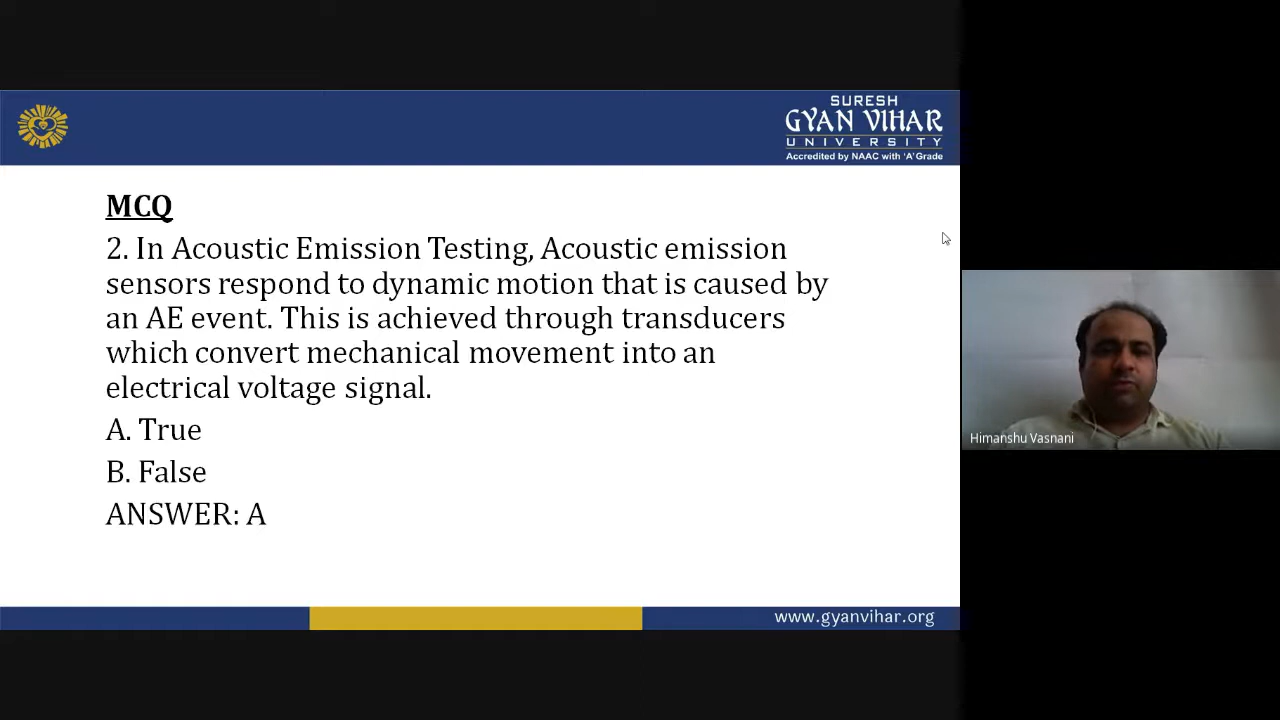 SURESH
GYAN VIHAR
UNIVERSITY
Accredited by NAAC with 'A' Grade
MCQ
2. In Acoustic Emission Testing, Acoustic emission
sensors respond to dynamic motion that is caused by
an AE event. This is achieved through transducers
which convert mechanical movement into an
electrical voltage signal.
A. True
B. False
ANSWER: A
Himanshu Vasnani
www.gyanvihar.org